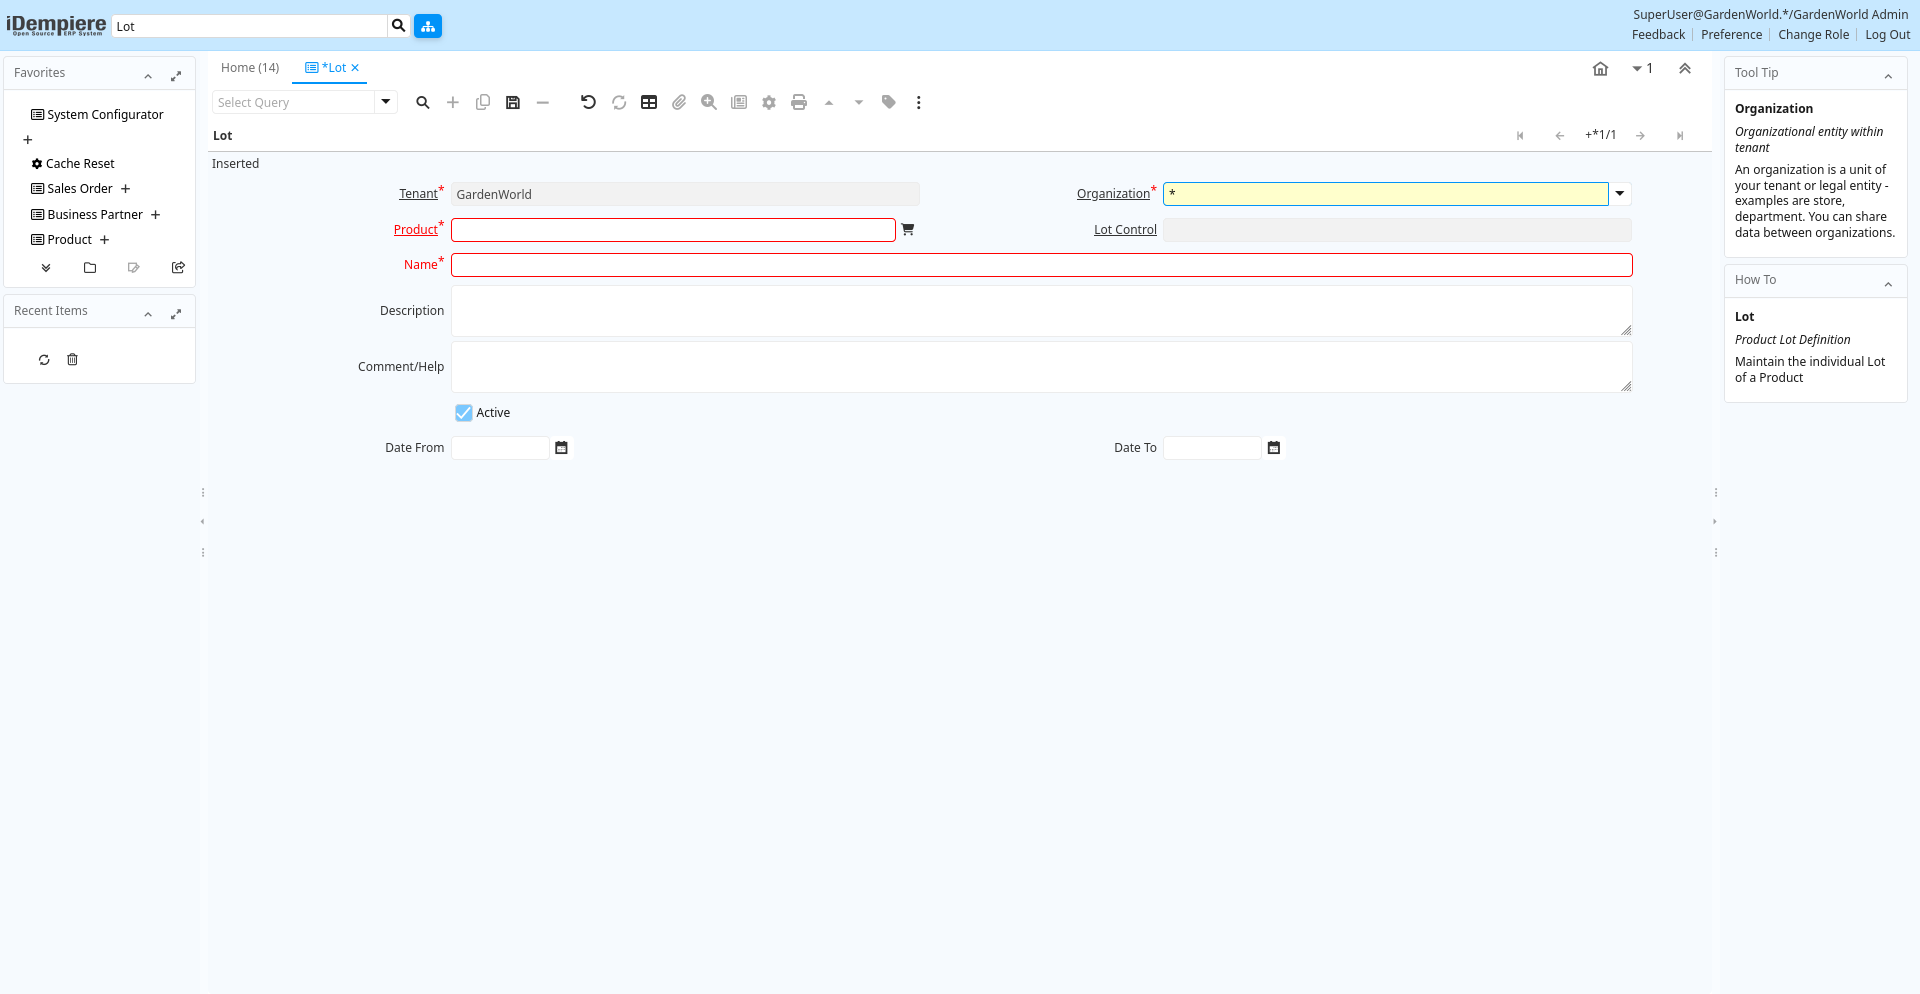 iDempiere
Open Source ERP System
Lot
SuperUser@GardenWorld.*/GardenWorld Admin
Feedback
Preference
Change Role
Log Out
Favorites
System Configurator
Cache Reset
Sales Order
Business Partner
Product
Recent Items
Home (14)
*Lot
1
Select Query
Lot
+*1/1
Inserted
Tenant*
GardenWorld
Organization*
*
Product*
Lot Control
Name*
Description
Comment/Help
Active
Date From
Date To
Tool Tip
Organization
Organizational entity within
tenant
An organization is a unit of
your tenant or legal entity -
examples are store,
department. You can share
data between organizations.
How To
Lot
Product Lot Definition
Maintain the individual Lot
of a Product